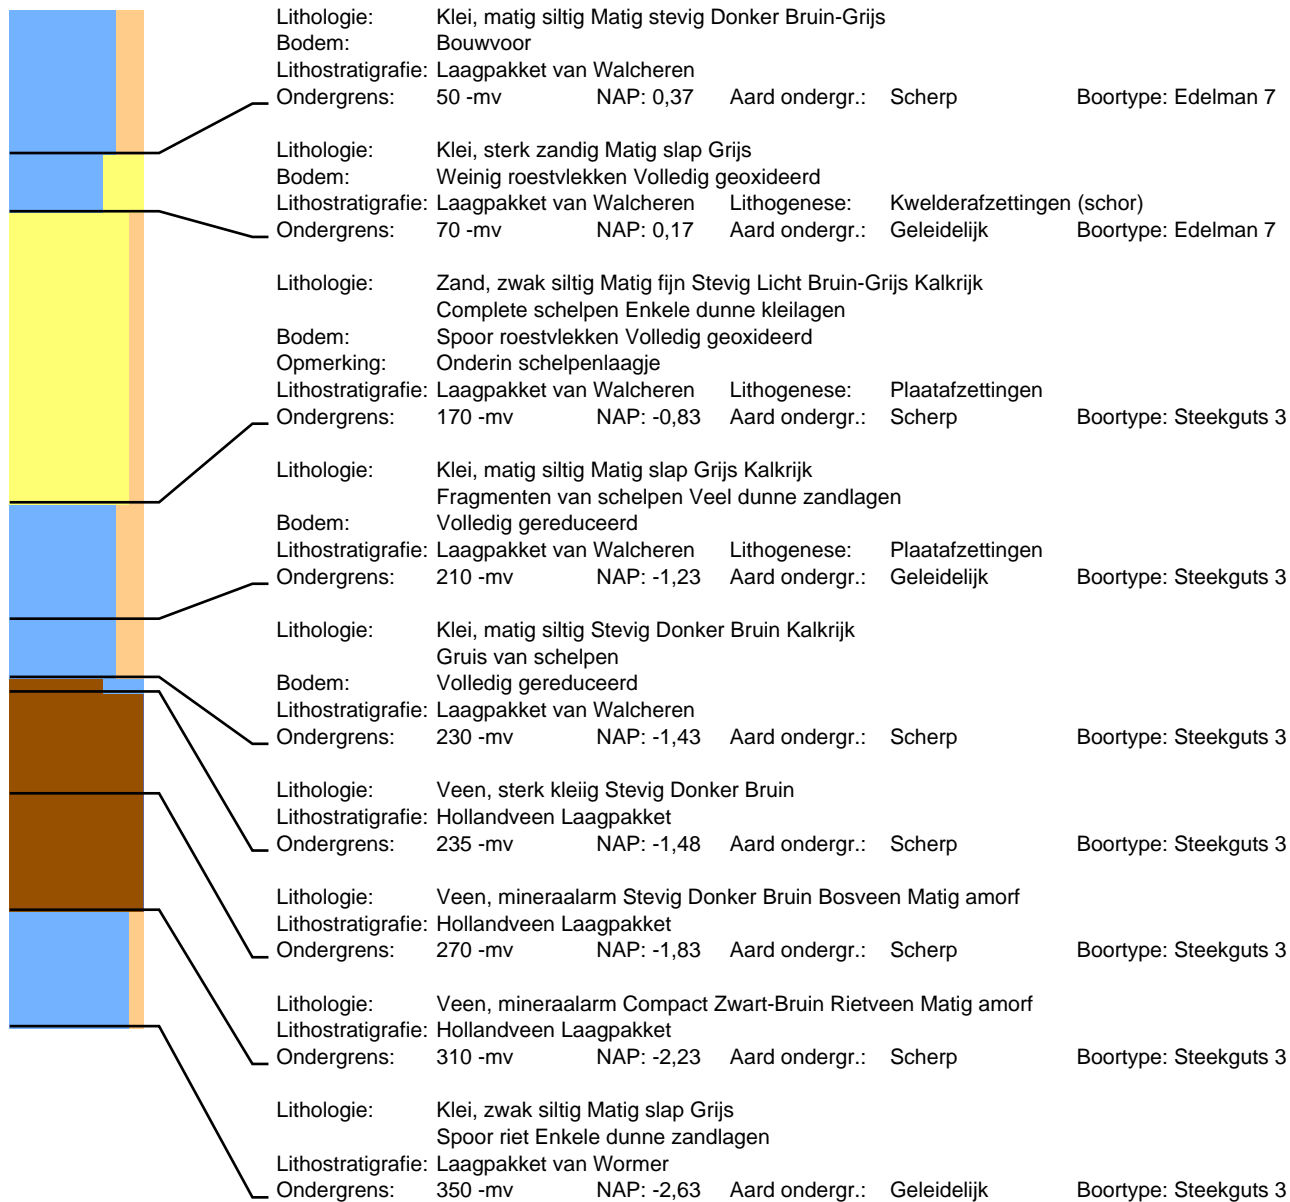 Lithologie: Klei, matig siltig Matig stevig Donker Bruin-Grijs
Bodem: Bouwvoor
Lithostratigrafie: Laagpakket van Walcheren
Ondergrens: 50 -mv NAP: 0,37 Aard ondergr.: Scherp Boortype: Edelman 7
Lithologie: Klei, sterk zandig Matig slap Grijs
Bodem: Weinig roestvlekken Volledig geoxideerd
Lithostratigrafie: Laagpakket van Walcheren Lithogenese: Kwelderafzettingen (schor)
Ondergrens: 70 -mv NAP: 0,17 Aard ondergr.: Geleidelijk Boortype: Edelman 7
Lithologie: Zand, zwak siltig Matig fijn Stevig Licht Bruin-Grijs Kalkrijk
Complete schelpen Enkele dunne kleilagen
Bodem: Spoor roestvlekken Volledig geoxideerd
Opmerking: Onderin schelpenlaagje
Lithostratigrafie: Laagpakket van Walcheren Lithogenese: Plaatafzettingen
Ondergrens: 170 -mv NAP: -0,83 Aard ondergr.: Scherp Boortype: Steekguts 3
Lithologie: Klei, matig siltig Matig slap Grijs Kalkrijk
Fragmenten van schelpen Veel dunne zandlagen
Bodem: Volledig gereduceerd
Lithostratigrafie: Laagpakket van Walcheren Lithogenese: Plaatafzettingen
Ondergrens: 210 -mv NAP: -1,23 Aard ondergr.: Geleidelijk Boortype: Steekguts 3
Lithologie: Klei, matig siltig Stevig Donker Bruin Kalkrijk
Gruis van schelpen
Bodem: Volledig gereduceerd
Lithostratigrafie: Laagpakket van Walcheren
Ondergrens: 230 -mv NAP: -1,43 Aard ondergr.: Scherp Boortype: Steekguts 3
Lithologie: Veen, sterk kleiig Stevig Donker Bruin
Lithostratigrafie: Hollandveen Laagpakket
Ondergrens: 235 -mv NAP: -1,48 Aard ondergr.: Scherp Boortype: Steekguts 3
Lithologie: Veen, mineraalarm Stevig Donker Bruin Bosveen Matig amorf
Lithostratigrafie: Hollandveen Laagpakket
Ondergrens: 270 -mv NAP: -1,83 Aard ondergr.: Scherp Boortype: Steekguts 3
Lithologie: Veen, mineraalarm Compact Zwart-Bruin Rietveen Matig amorf
Lithostratigrafie: Hollandveen Laagpakket
Ondergrens: 310 -mv NAP: -2,23 Aard ondergr.: Scherp Boortype: Steekguts 3
Lithologie: Klei, zwak siltig Matig slap Grijs
Spoor riet Enkele dunne zandlagen
Lithostratigrafie: Laagpakket van Wormer
Ondergrens: 350 -mv NAP: -2,63 Aard ondergr.: Geleidelijk Boortype: Steekguts 3